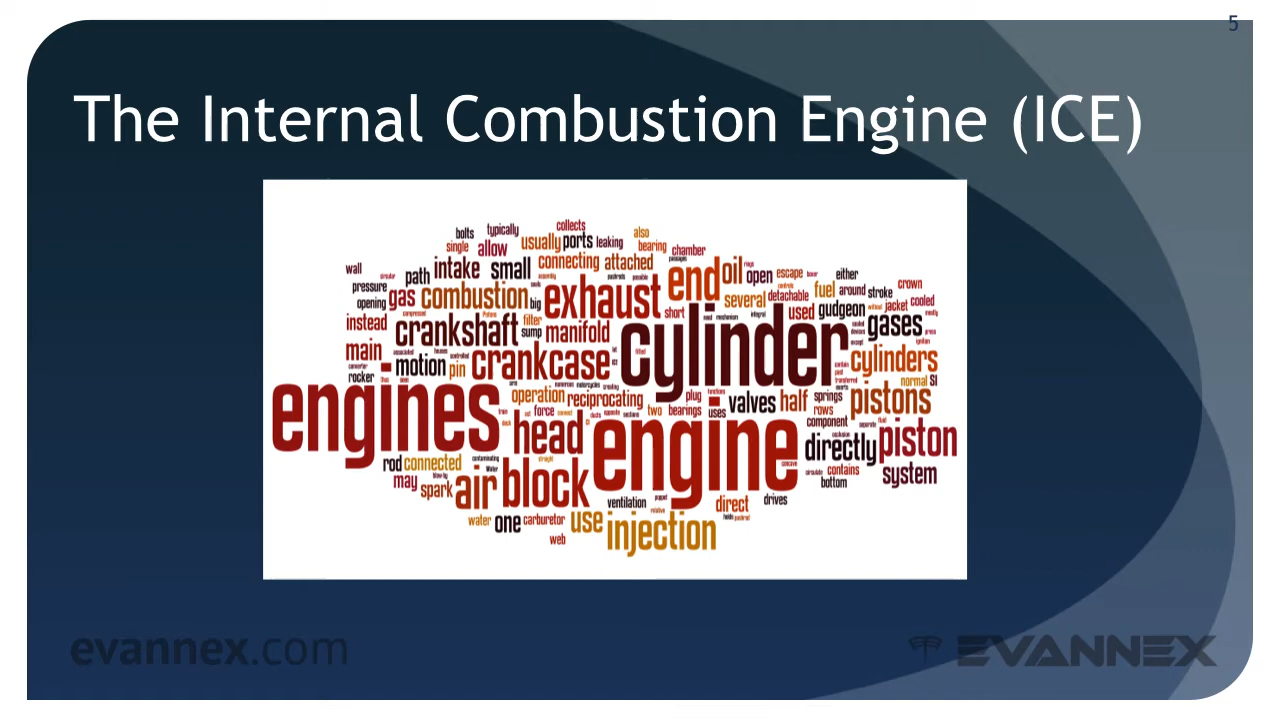 5
The Internal Combustion Engine (ICE)
bolts typically collects also
single allow usually ports leaking bearing chamber
wall path intake small connecting attached end oil open escape either
pressure gas combustion big exhaust several detachable fuel around stroke crown
opening instead crankshaft filter sump manifold short cylinder used gudgeon gases jacket cooled
main motion pin crankcase cylinders
rocker engines operation reciprocating plug valves half springs pistons normal SI
force head two bearings uses engine rows component directly piston
rod connected air block contains system
may spark ventilation direct drives bottom
water one carburetor use injection
web
evannex.com
EVANNEX